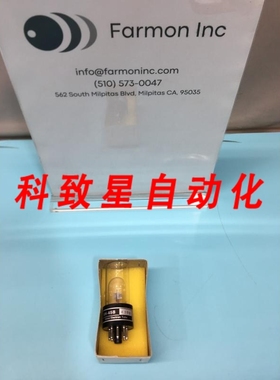 Farmon Inc
info@farmoninc.com
(510) 573-0047
562 South Milpitas Blvd, Milpitas CA, 95035
科致星自动化